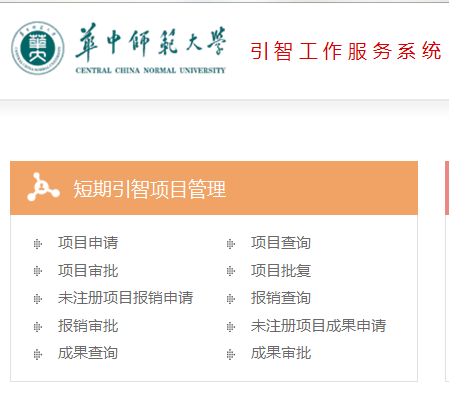 華中師範大學
CENTRAL CHINA NORMAL UNIVERSITY
引智工作服务系统
短期引智项目管理
项目申请 项目查询
项目审批 项目批复
未注册项目报销申请 报销查询
报销审批 未注册项目成果申请
成果查询 成果审批